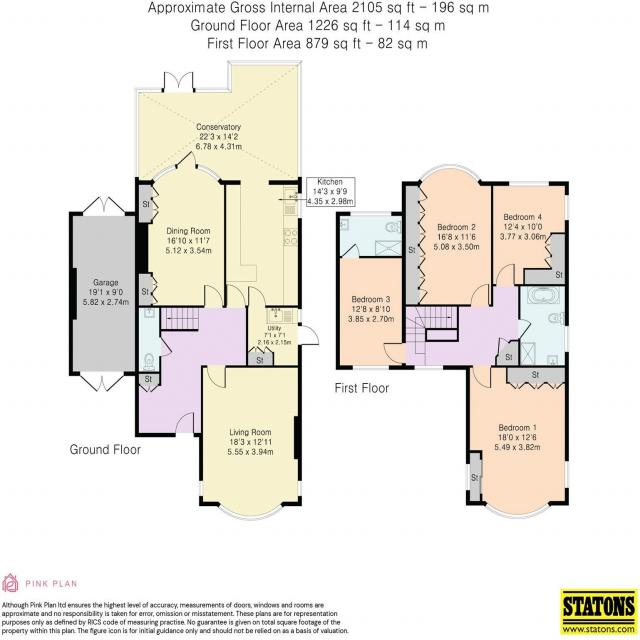 Approximate Gross Internal Area 2105 sq ft - 196 sq m
Ground Floor Area 1226 sq ft - 114 sq m
First Floor Area 879 sq ft - 82 sq m
Conservatory
22'3 x 14'2
6.78 x 4.31m
Kitchen
14'3 x 9'9
4.35 x 2.98m
St
Dining Room
16'10 x 11'7
5.12 x 3.54m
St
Garage
19'1 x 9'0
5.82 x 2.74m
Utility
7'1 x 7'1
2.16 x 2.15m
St
St
Living Room
18'3 x 12'11
5.55 x 3.94m
Ground Floor
Bedroom 2
16'8 x 11'6
5.08 x 3.50m
St
Bedroom 4
12'4 x 10'0
3.77 x 3.06m
St
Bedroom 3
12'8 x 8'10
3.85 x 2.70m
St
St
First Floor
Bedroom 1
18'0 x 12'6
5.49 x 3.82m
St
PINK PLAN
Although Pink Plan ltd ensures the highest level of accuracy, measurements of doors, windows and rooms are
approximate and no responsibility is taken for error, omission or misstatement. These plans are for representation
purposes only as defined by RICS code of measuring practise. No guarantee is given on total square footage of the
property within this plan. The figure icon is for initial guidance only and should not be relied on as a basis of valuation.
STATONS
www.statons.com